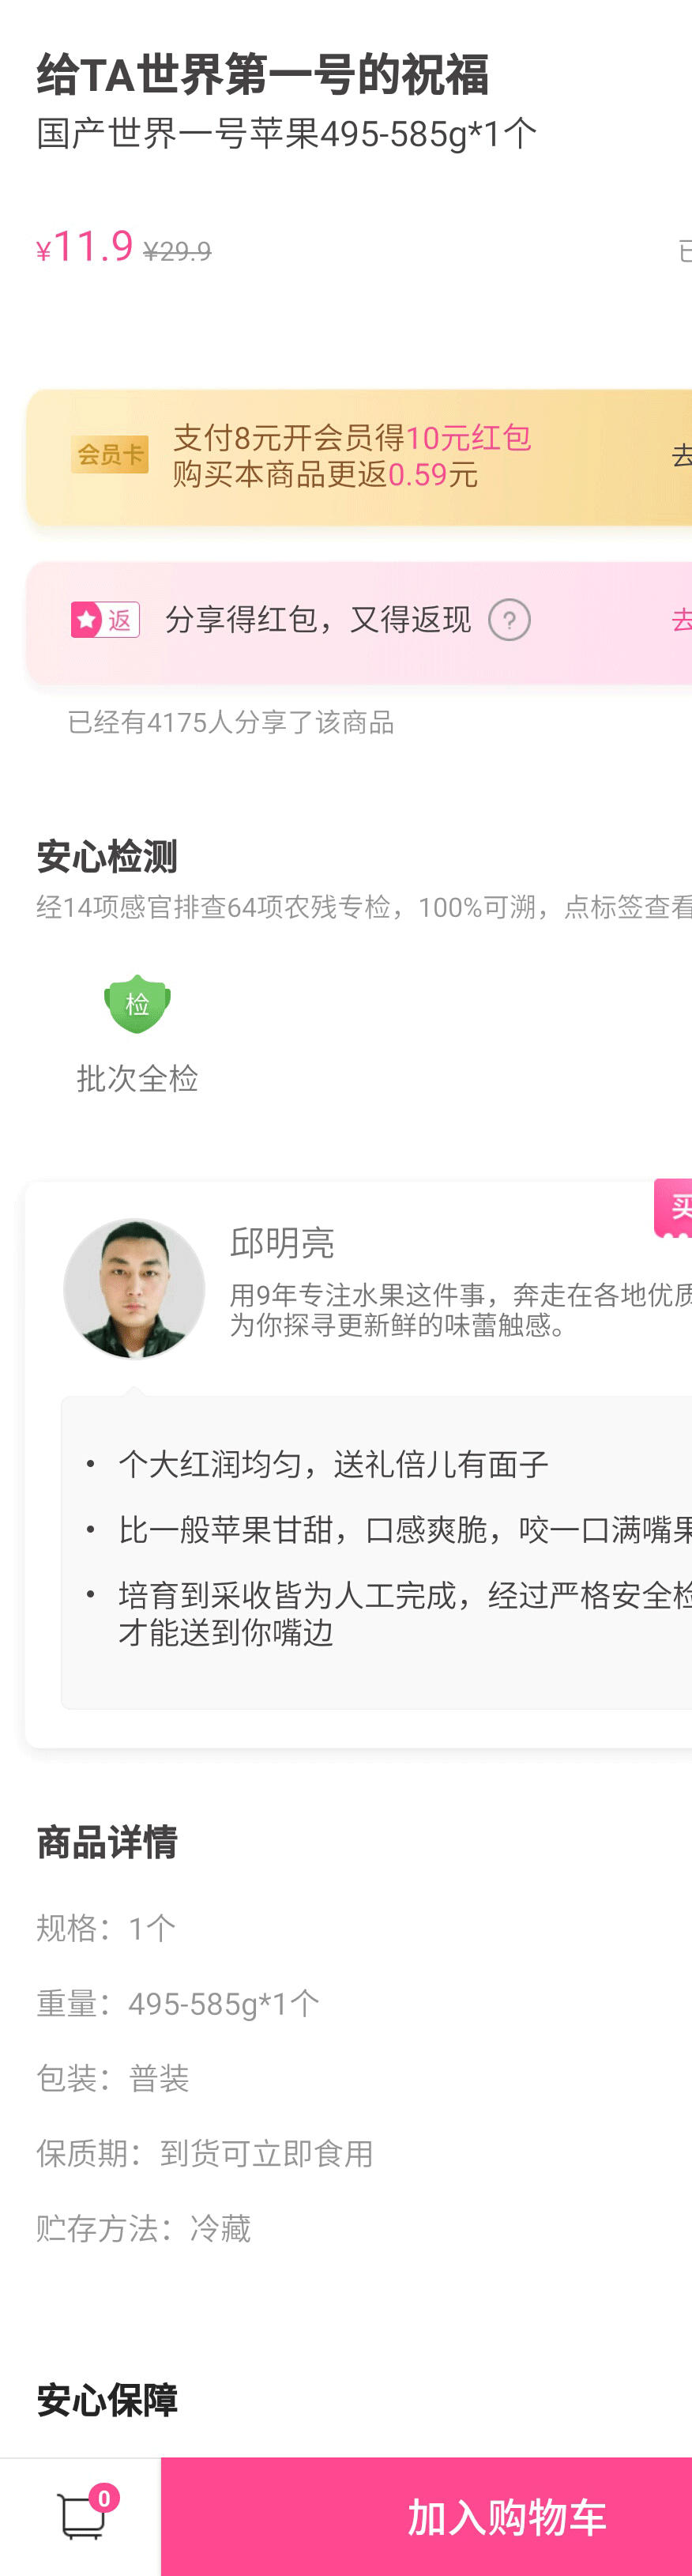 给TA世界第一号的祝福
国产世界一号苹果495-585g*1个
¥11.9 ¥29.9
会员卡
支付8元开会员得10元红包
购买本商品更返0.59元
去
返
分享得红包，又得返现 ?
去
已经有4175人分享了该商品
安心检测
经14项感官排查64项农残专检，100%可溯，点标签查看
检
批次全检
买
邱明亮
用9年专注水果这件事，奔走在各地优质
为你探寻更新鲜的味蕾触感。
• 个大红润均匀，送礼倍儿有面子
• 比一般苹果甘甜，口感爽脆，咬一口满嘴果
• 培育到采收皆为人工完成，经过严格安全检
才能送到你嘴边
商品详情
规格：1个
重量：495-585g*1个
包装：普装
保质期：到货可立即食用
贮存方法：冷藏
安心保障
0
加入购物车